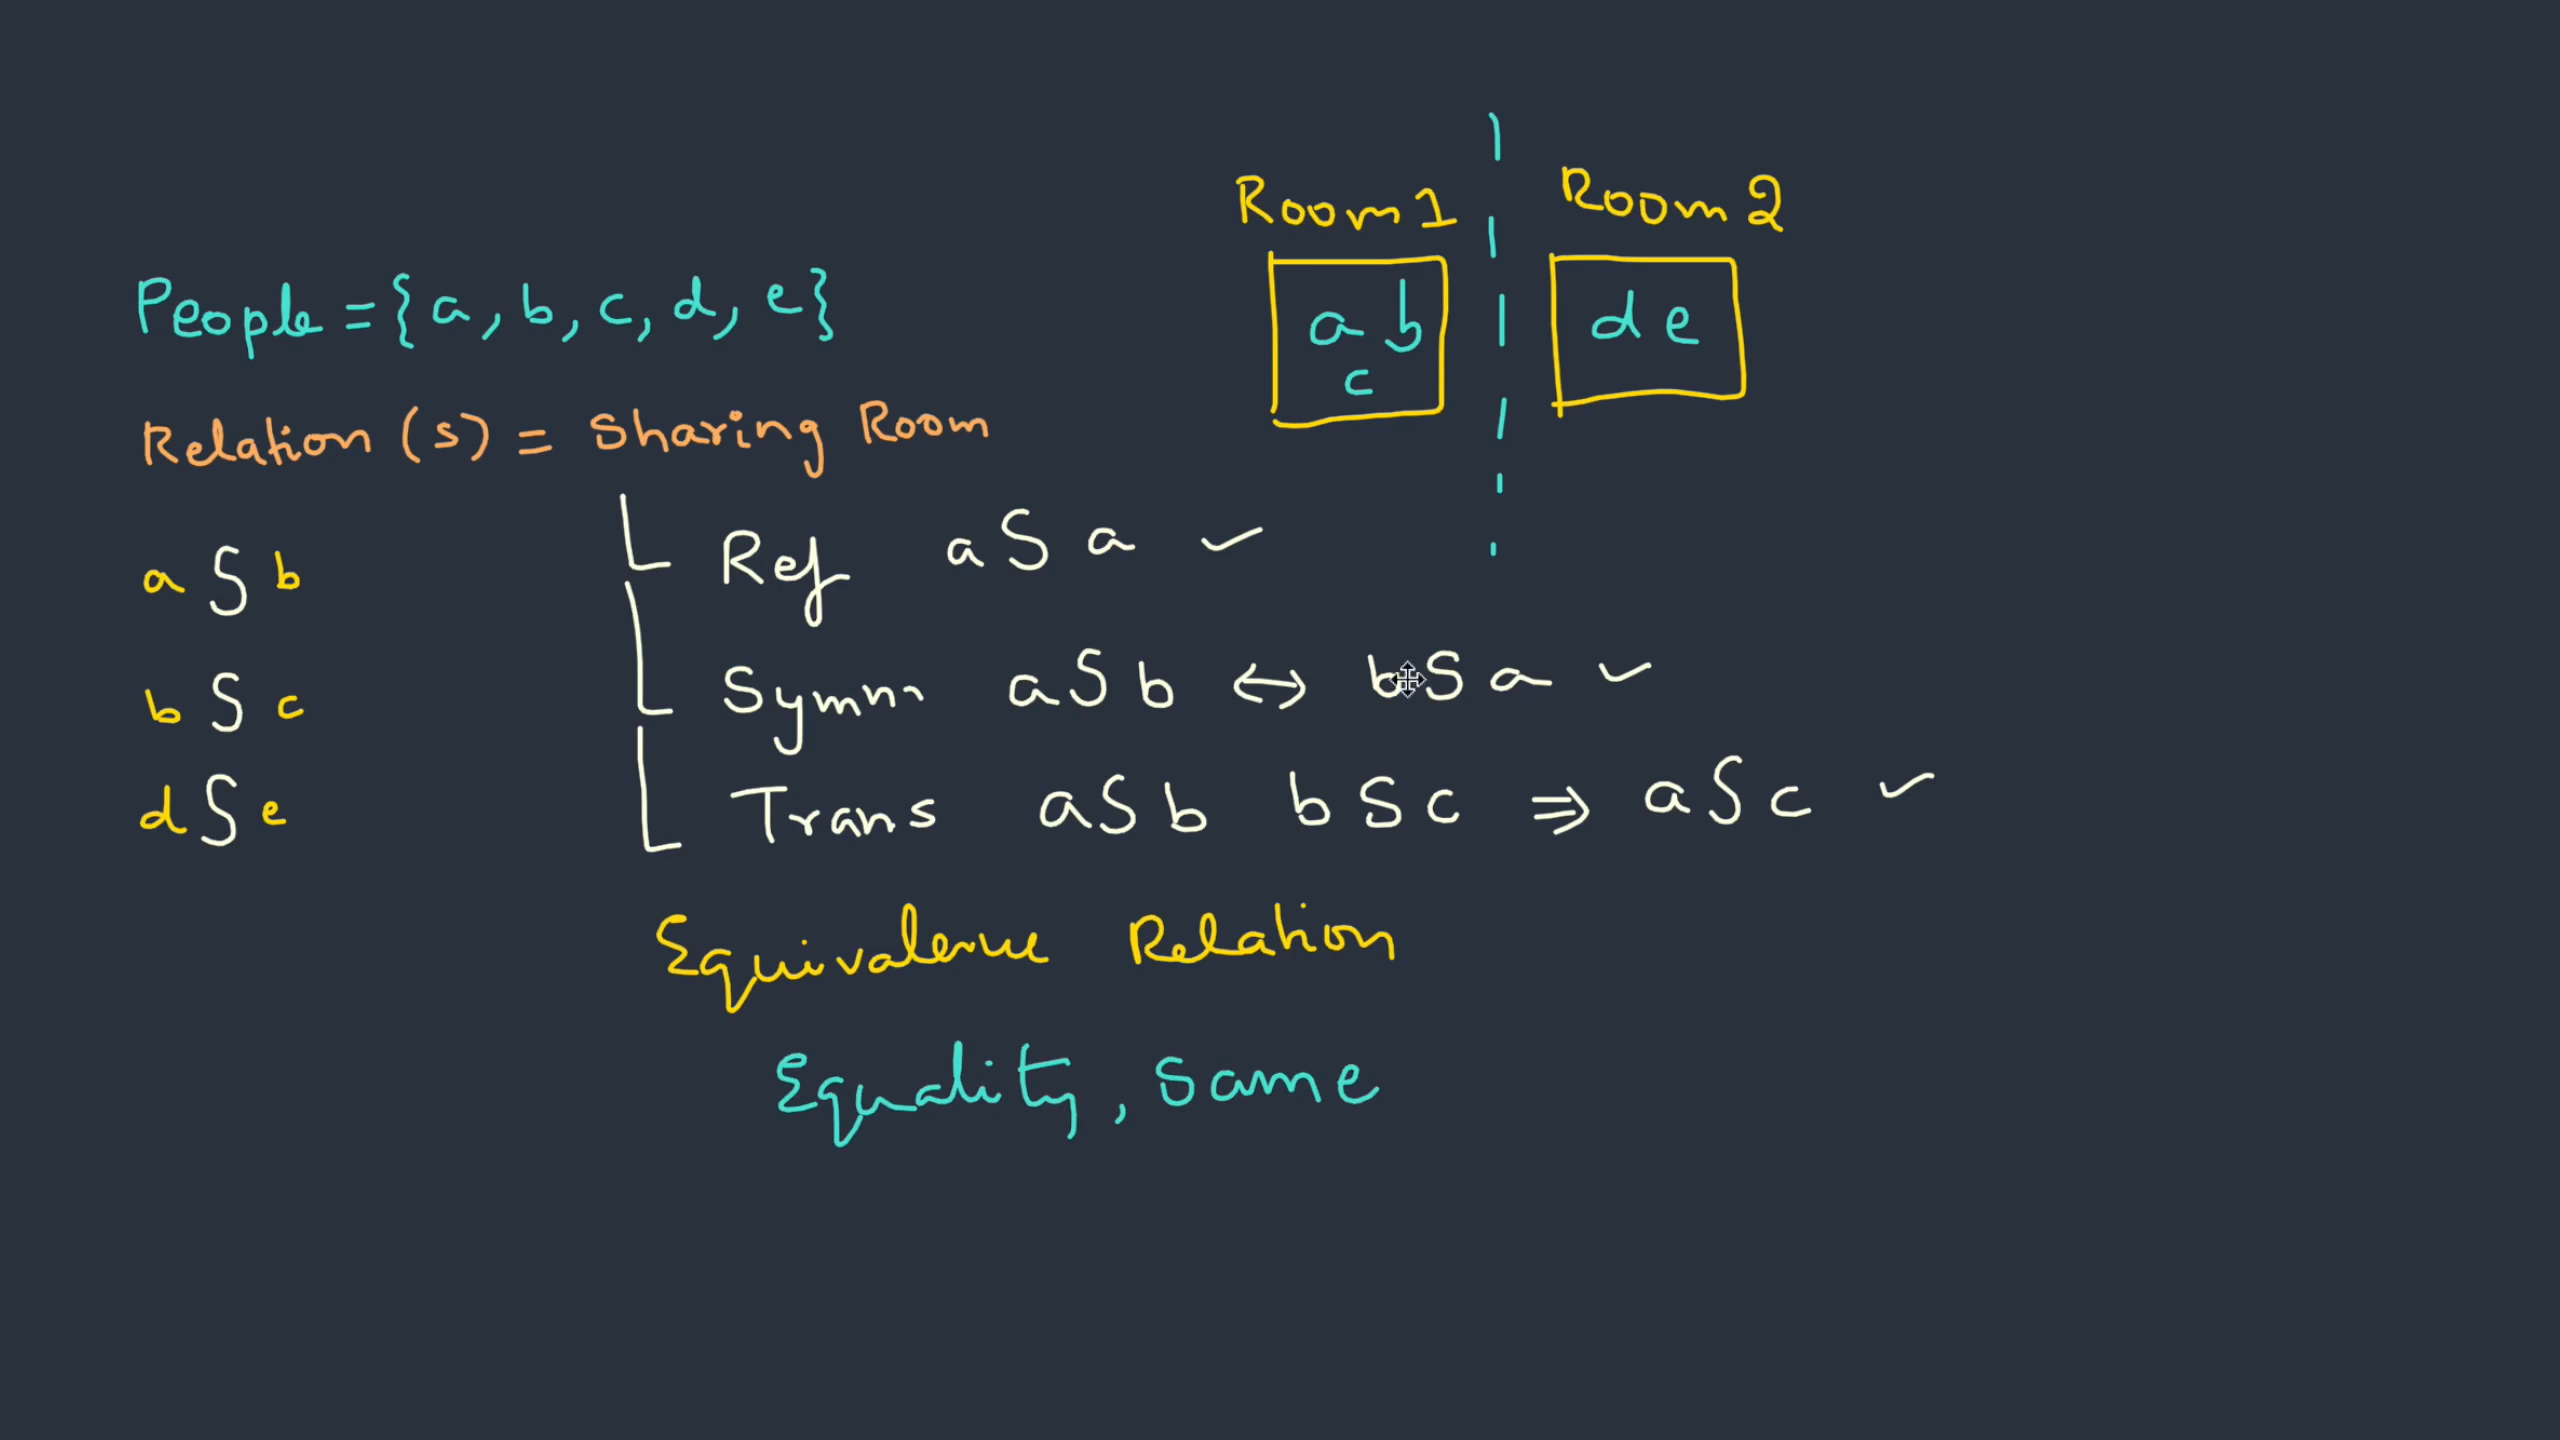 Room 1 Room 2
a b d e
c
People = {a, b, c, d, e}
Relation (S) = Sharing Room
a S b
b S c
d S e
Ref a S a ✓
Symm a S b ↔ b S a ✓
Trans a S b b S c ⇒ a S c ✓
Equivalence Relation
Equality, Same